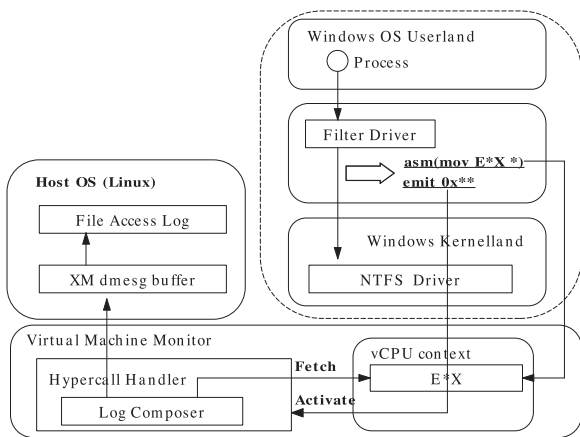 Windows OS Userland
Process
Filter Driver
asm(mov E*X *)
emit 0x**
Host OS (Linux)
File Access Log
XM dmesg buffer
Windows Kernelland
NTFS Driver
Virtual Machine Monitor
Hypercall Handler
Log Composer
Fetch
Activate
vCPU context
E*X